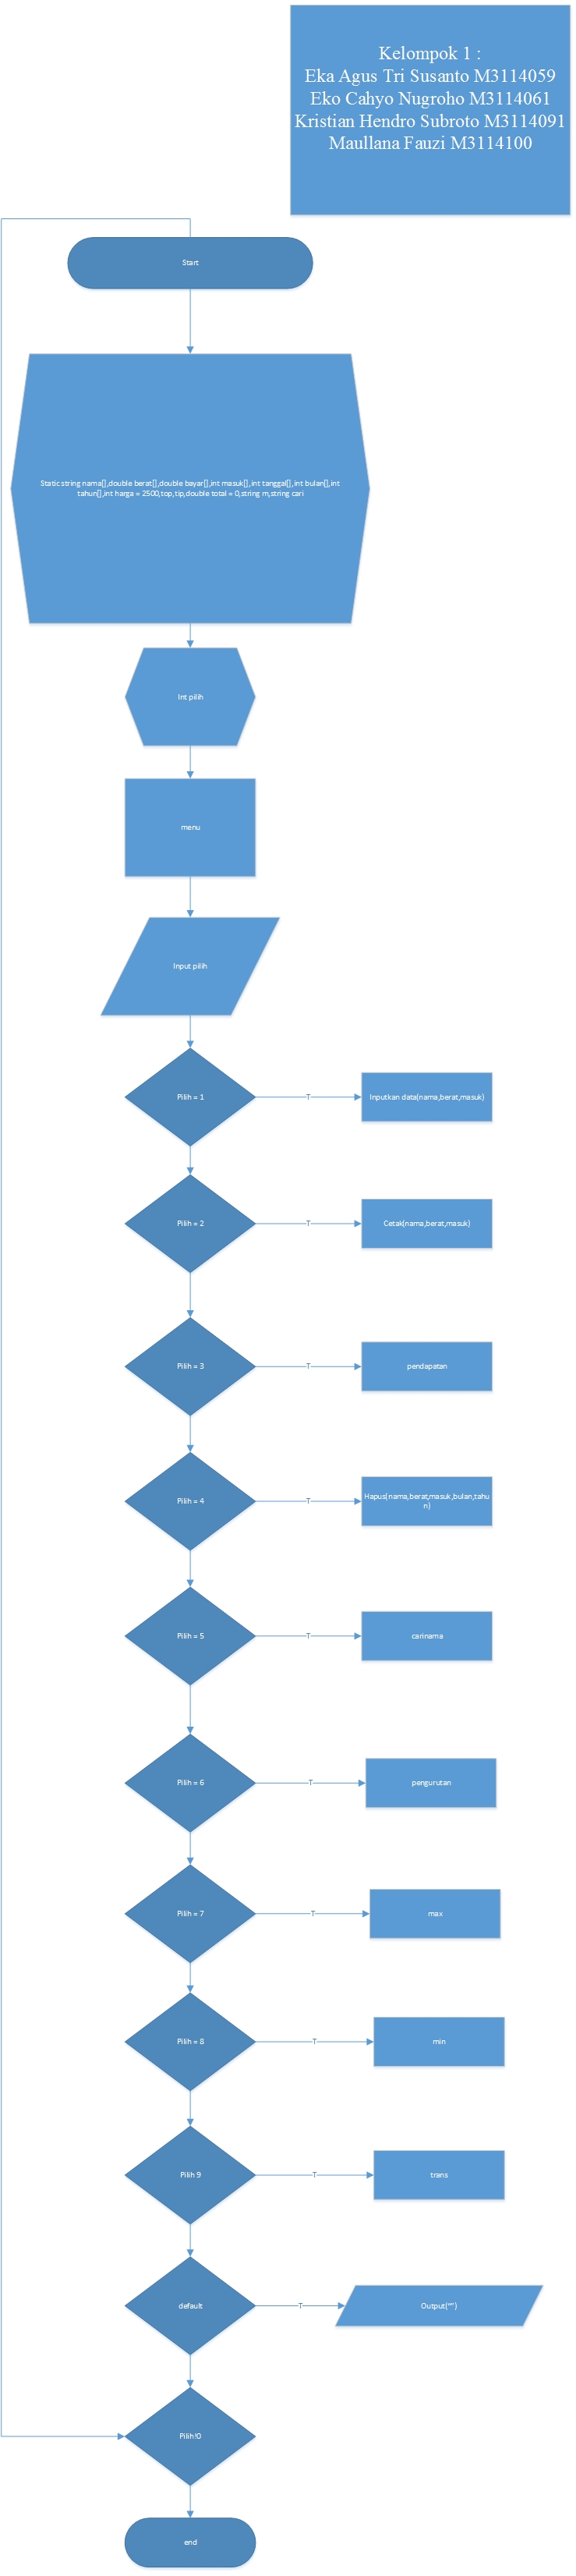 Kelompok 1 :
Eka Agus Tri Susanto M3114059
Eko Cahyo Nugroho M3114061
Kristian Hendro Subroto M3114091
Maullana Fauzi M3114100
Start
Static string nama[],double berat[],double bayar[],int masuk[],int tanggal[],int bulan[],int
tahun[],int harga = 2500,top,tip,double total = 0,string m,string cari
Int pilih
menu
Input pilih
Pilih = 1
T
Inputkan data(nama,berat,masuk)
Pilih = 2
T
Cetak(nama,berat,masuk)
Pilih = 3
T
pendapatan
Pilih = 4
T
Hapus(nama,berat,masuk,bulan,tahu
n)
Pilih = 5
T
carinama
Pilih = 6
T
pengurutan
Pilih = 7
T
max
Pilih = 8
T
min
Pilih 9
T
trans
default
T
Output(“”)
Pilih!0
end